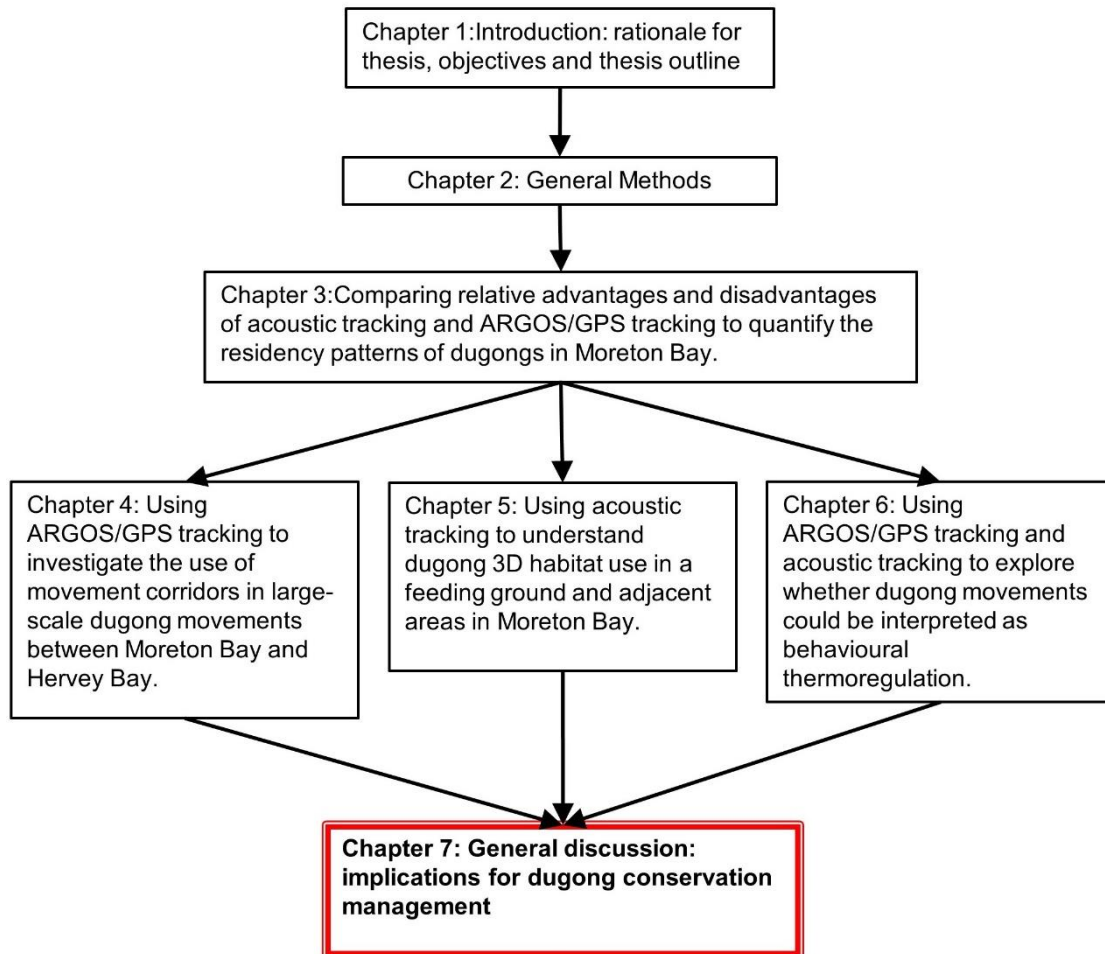 Chapter 1:Introduction: rationale for
thesis, objectives and thesis outline
Chapter 2: General Methods
Chapter 3:Comparing relative advantages and disadvantages
of acoustic tracking and ARGOS/GPS tracking to quantify the
residency patterns of dugongs in Moreton Bay.
Chapter 4: Using
ARGOS/GPS tracking to
investigate the use of
movement corridors in large-
scale dugong movements
between Moreton Bay and
Hervey Bay.
Chapter 5: Using acoustic
tracking to understand
dugong 3D habitat use in a
feeding ground and adjacent
areas in Moreton Bay.
Chapter 6: Using
ARGOS/GPS tracking and
acoustic tracking to explore
whether dugong movements
could be interpreted as
behavioural
thermoregulation.
Chapter 7: General discussion:
implications for dugong conservation
management